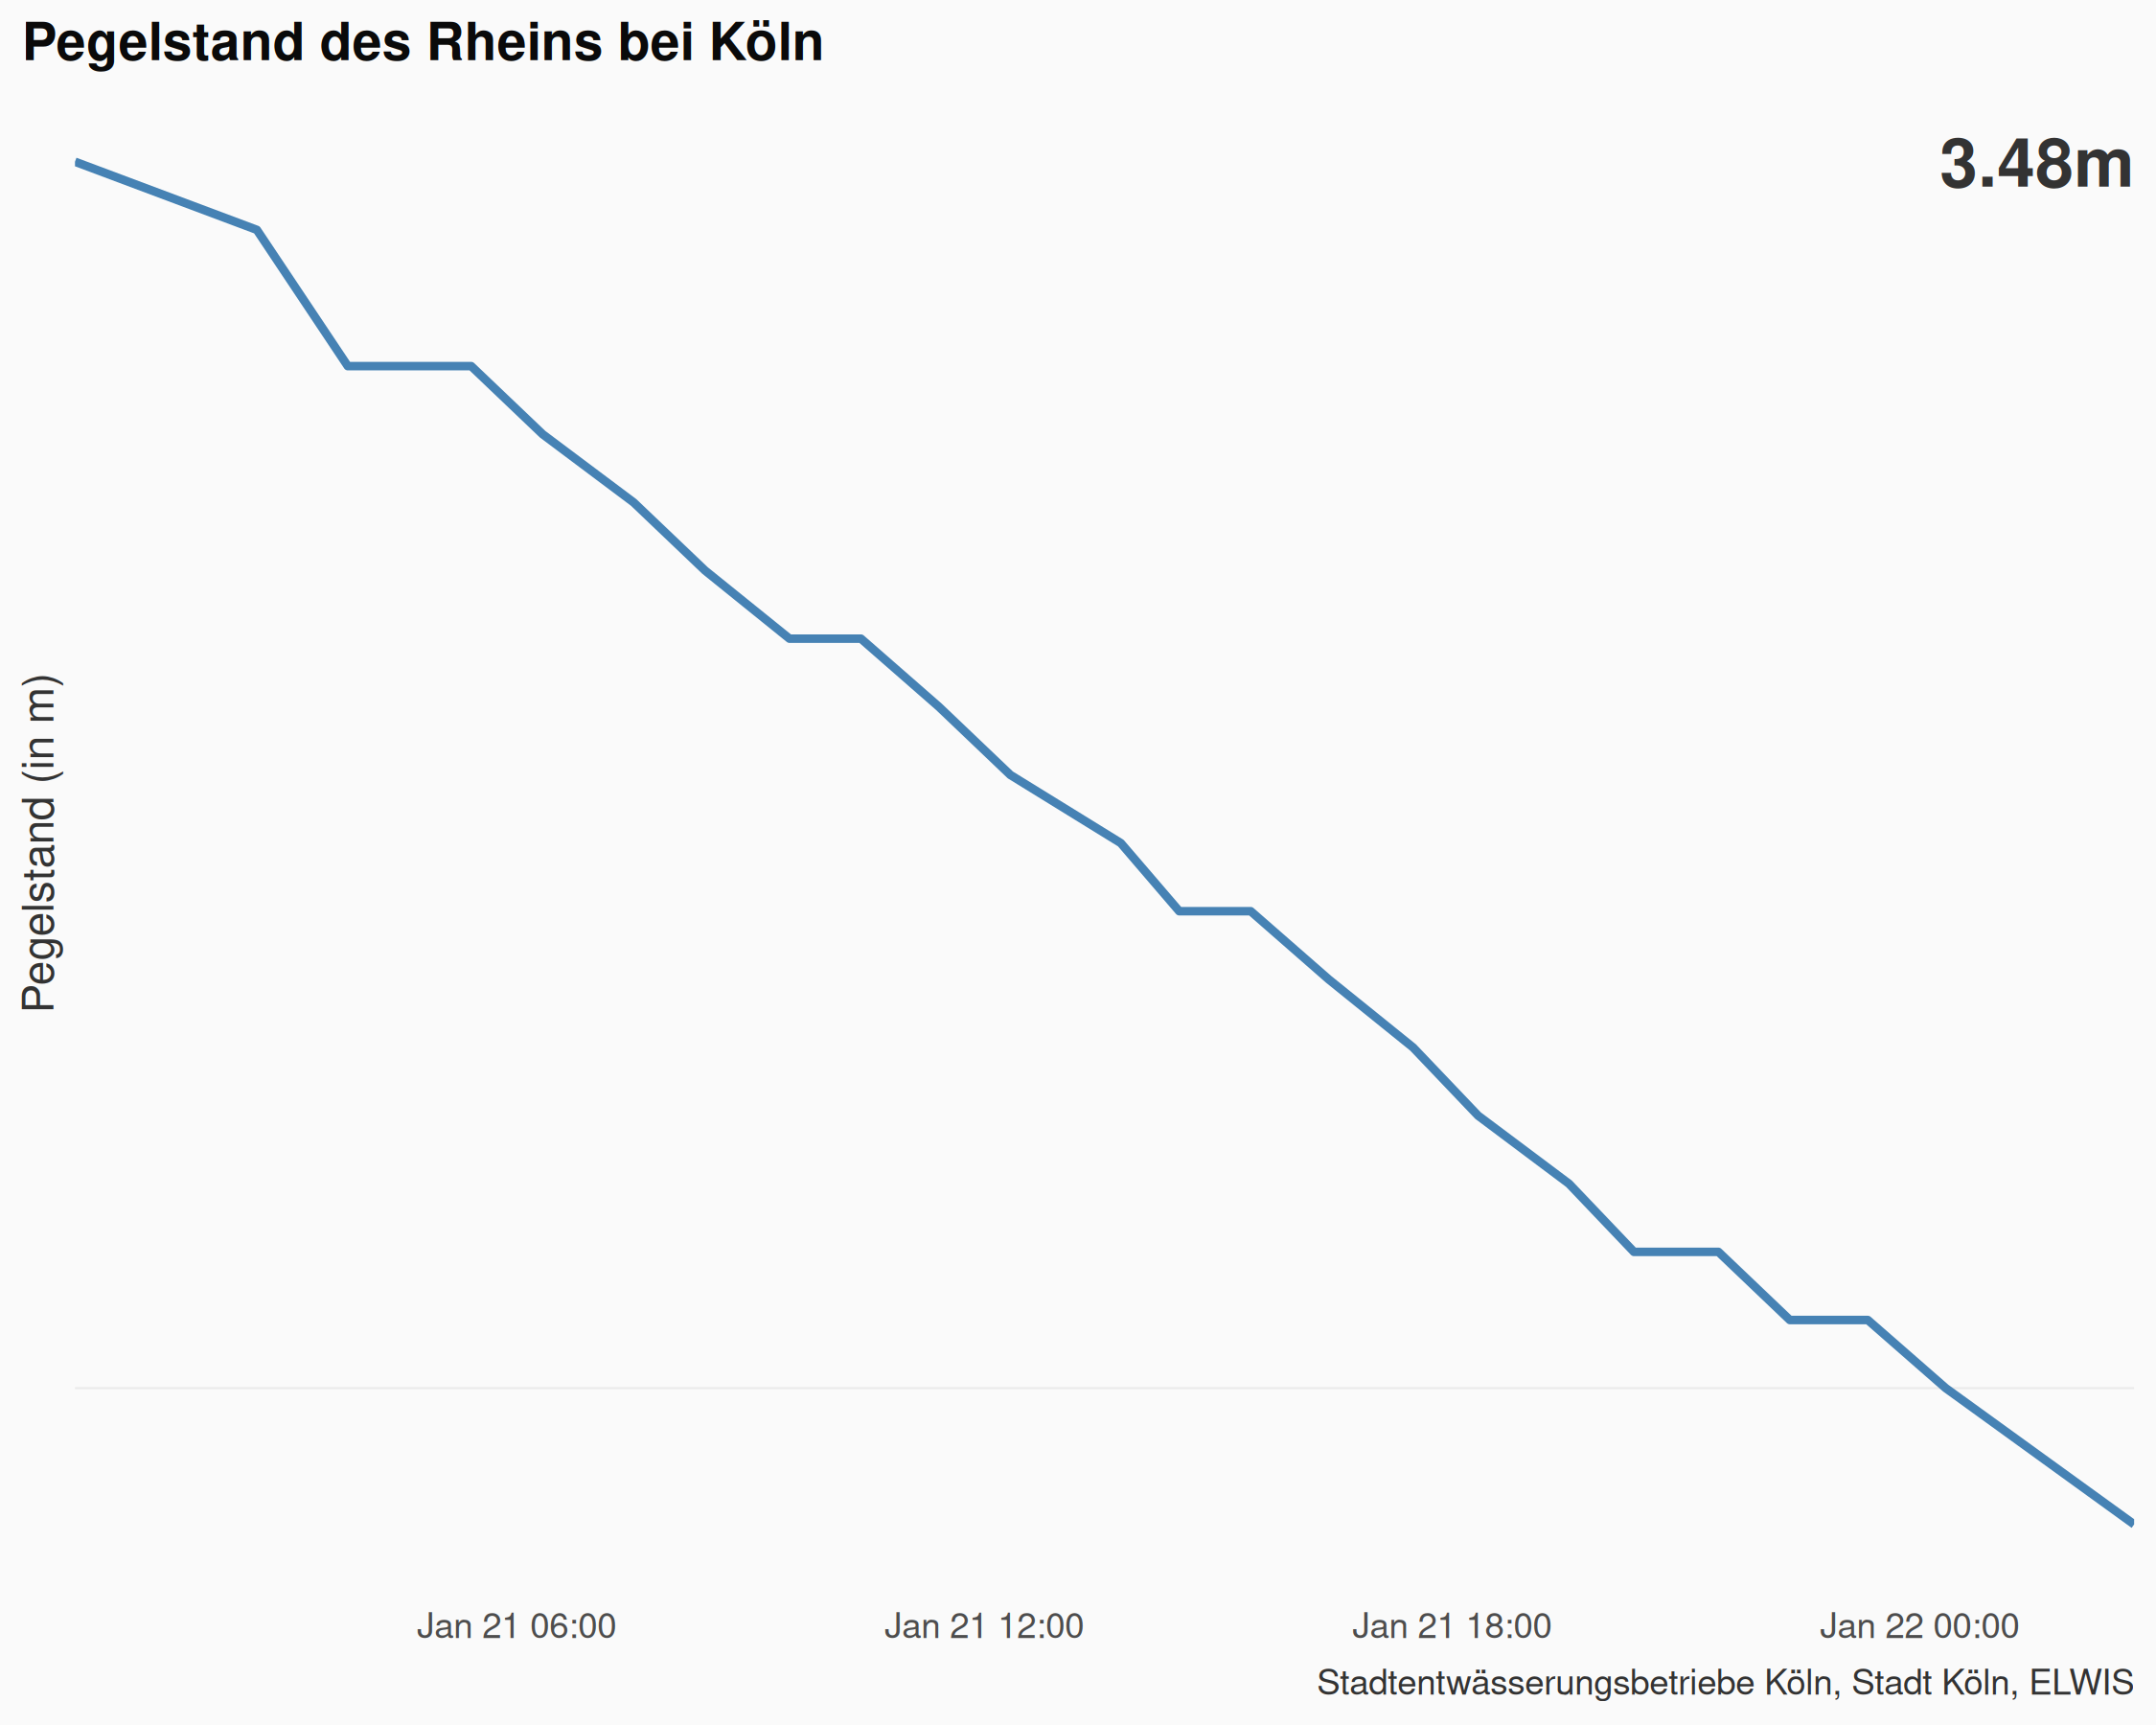 Pegelstand des Rheins bei Köln
3.48m
Pegelstand (in m)
Jan 21 06:00
Jan 21 12:00
Jan 21 18:00
Jan 22 00:00
Stadtentwässerungsbetriebe Köln, Stadt Köln, ELWIS